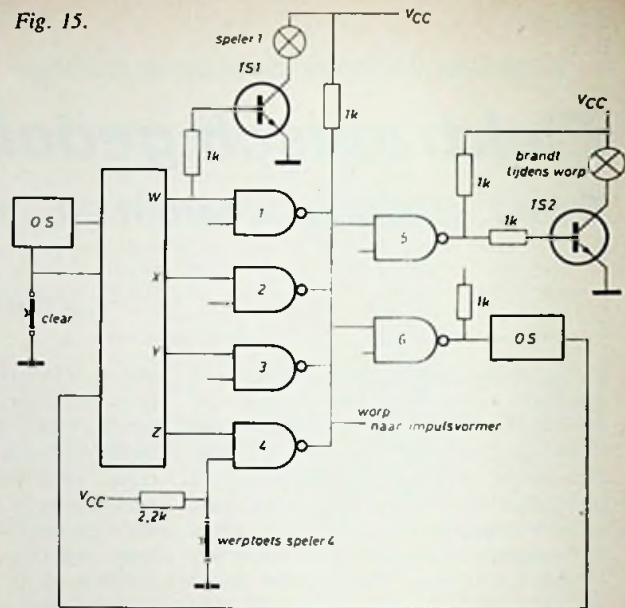 Fig. 15.
speler 1
VCC
TS1
1k
1k
VCC
brandt
tijdens worp
1k
TS2
OS
W
1
5
1k
clear
X
2
1k
Y
3
6
OS
worp
naar impulsvormer
Z
4
VCC
2,2k
werptoets speler 4